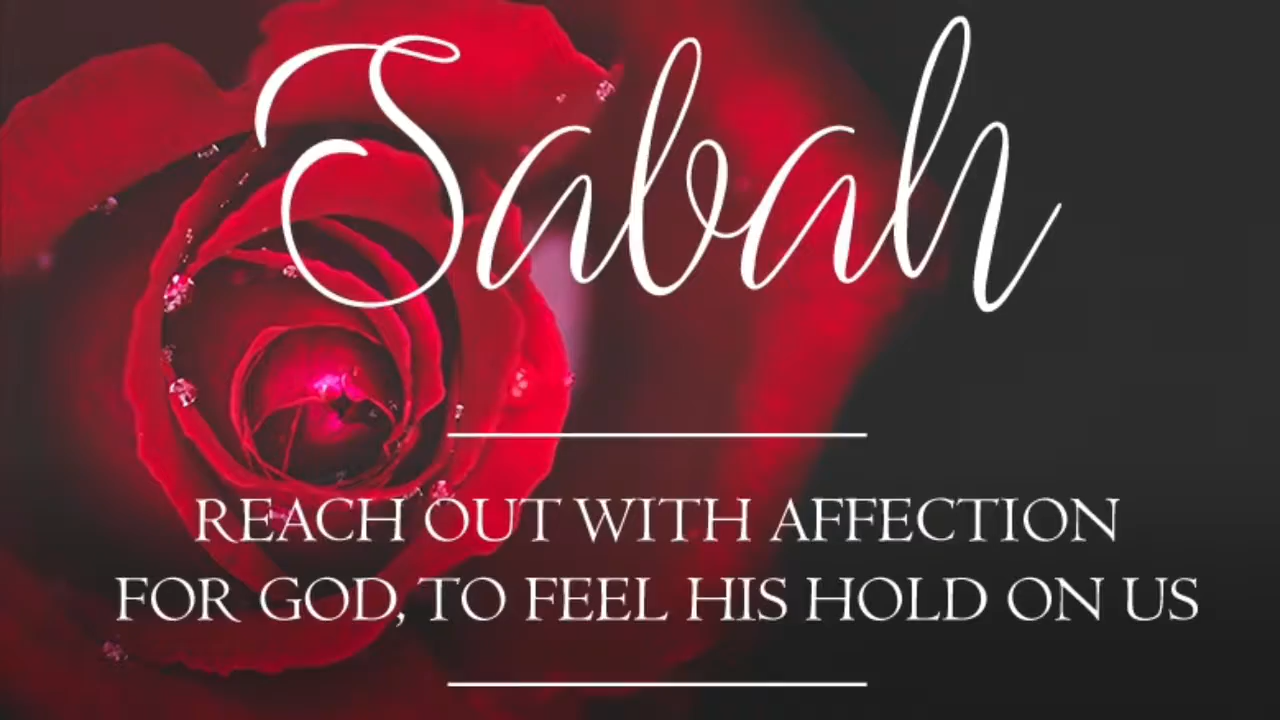 Sabah
REACH OUT WITH AFFECTION
FOR GOD, TO FEEL HIS HOLD ON US